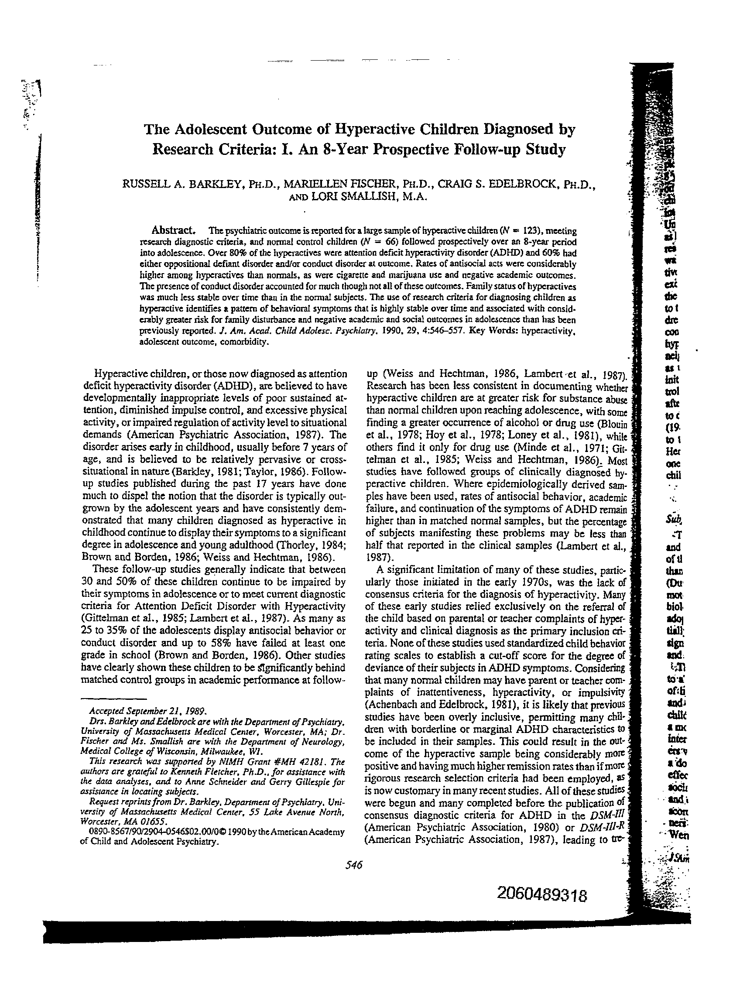 The Adolescent Outcome of Hyperactive Children Diagnosed by
Research Criteria: I. An 8-Year Prospective Follow-up Study
RUSSELL A. BARKLEY, PH.D., MARIELLEN FISCHER, PH.D., CRAIG S. EDELBROCK, PH.D.,
AND LORI SMALLISH, M.A.
Abstract. The psychiatric outcome is reported for a large sample of hyperactive children (N = 123), meeting
research diagnostic criteria, and normal control children (N = 66) followed prospectively over an 8-year period
into adolescence. Over 80% of the hyperactives were attention deficit hyperactivity disorder (ADHD) and 60% had
either oppositional defiant disorder and/or conduct disorder at outcome. Rates of antisocial acts were considerably
higher among hyperactives than normals, as were cigarette and marijuana use and negative academic outcomes.
The presence of conduct disorder accounted for much though not all of these outcomes. Family status of hyperactives
was much less stable over time than in the normal subjects. The use of research criteria for diagnosing children as
hyperactive identifies a pattern of behavioral symptoms that is highly stable over time and associated with consid-
erably greater risk for family disturbance and negative academic and social outcomes in adolescence than has been
previously reported. J. Am. Acad. Child Adolesc. Psychiatry, 1990, 29, 4:546–557. Key Words: hyperactivity,
adolescent outcome, comorbidity.
Hyperactive children, or those now diagnosed as attention
deficit hyperactivity disorder (ADHD), are believed to have
developmentally inappropriate levels of poor sustained at-
tention, diminished impulse control, and excessive physical
activity, or impaired regulation of activity level to situational
demands (American Psychiatric Association, 1987). The
disorder arises early in childhood, usually before 7 years of
age, and is believed to be relatively pervasive or cross-
situational in nature (Barkley, 1981; Taylor, 1986). Follow-
up studies published during the past 17 years have done
much to dispel the notion that the disorder is typically out-
grown by the adolescent years and have consistently dem-
onstrated that many children diagnosed as hyperactive in
childhood continue to display their symptoms to a significant
degree in adolescence and young adulthood (Thorley, 1984;
Brown and Borden, 1986; Weiss and Hechtman, 1986).
These follow-up studies generally indicate that between
30 and 50% of these children continue to be impaired by
their symptoms in adolescence or to meet current diagnostic
criteria for Attention Deficit Disorder with Hyperactivity
(Gittelman et al., 1985; Lambert et al., 1987). As many as
25 to 35% of the adolescents display antisocial behavior or
conduct disorder and up to 58% have failed at least one
grade in school (Brown and Borden, 1986). Other studies
have clearly shown these children to be significantly behind
matched control groups in academic performance at follow-
Accepted September 21, 1989.
Drs. Barkley and Edelbrock are with the Department of Psychiatry,
University of Massachusetts Medical Center, Worcester, MA; Dr.
Fischer and Ms. Smallish are with the Department of Neurology,
Medical College of Wisconsin, Milwaukee, WI.
This research was supported by NIMH Grant #MH 42181. The
authors are grateful to Kenneth Fletcher, Ph.D., for assistance with
the data analyses, and to Anne Schneider and Gerry Gillespie for
assistance in locating subjects.
Request reprints from Dr. Barkley, Department of Psychiatry, Uni-
versity of Massachusetts Medical Center, 55 Lake Avenue North,
Worcester, MA 01655.
0890-8567/90/2904-0546$02.00/0© 1990 by the American Academy
of Child and Adolescent Psychiatry.
up (Weiss and Hechtman, 1986, Lambert et al., 1987).
Research has been less consistent in documenting whether
hyperactive children are at greater risk for substance abuse
than normal children upon reaching adolescence, with some
finding a greater occurrence of alcohol or drug use (Blouin
et al., 1978; Hoy et al., 1978; Loney et al., 1981), while
others find it only for drug use (Minde et al., 1971; Git-
telman et al., 1985; Weiss and Hechtman, 1986). Most
studies have followed groups of clinically diagnosed hy-
peractive children. Where epidemiologically derived sam-
ples have been used, rates of antisocial behavior, academic
failure, and continuation of the symptoms of ADHD remain
higher than in matched normal samples, but the percentage
of subjects manifesting these problems may be less than
half that reported in the clinical samples (Lambert et al.,
1987).
A significant limitation of many of these studies, partic-
ularly those initiated in the early 1970s, was the lack of
consensus criteria for the diagnosis of hyperactivity. Many
of these early studies relied exclusively on the referral of
the child based on parental or teacher complaints of hyper-
activity and clinical diagnosis as the primary inclusion cri-
teria. None of these studies used standardized child behavior
rating scales to establish a cut-off score for the degree of
deviance of their subjects in ADHD symptoms. Considering
that many normal children may have parent or teacher com-
plaints of inattentiveness, hyperactivity, or impulsivity
(Achenbach and Edelbrock, 1981), it is likely that previous
studies have been overly inclusive, permitting many chil-
dren with borderline or marginal ADHD characteristics to
be included in their samples. This could result in the out-
come of the hyperactive sample being considerably more
positive and having much higher remission rates than if more
rigorous research selection criteria had been employed, as
is now customary in many recent studies. All of these studies
were begun and many completed before the publication of
consensus diagnostic criteria for ADHD in the DSM-III
(American Psychiatric Association, 1980) or DSM-III-R
(American Psychiatric Association, 1987), leading to tre-
546
2060489318